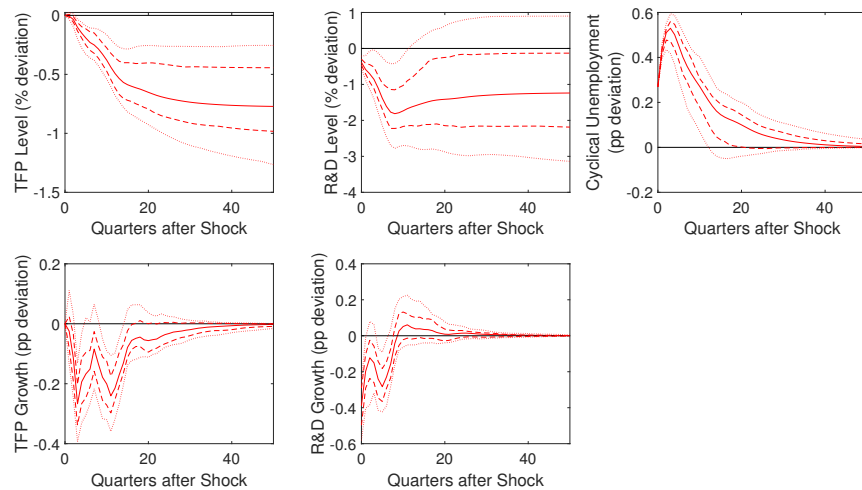 TFP Level (% deviation)
0
-0.5
-1
-1.5
0 20 40
Quarters after Shock
R&D Level (% deviation)
1
0
-1
-2
-3
-4
0 20 40
Quarters after Shock
Cyclical Unemployment
(pp deviation)
0.6
0.4
0.2
0
-0.2
0 20 40
Quarters after Shock
TFP Growth (pp deviation)
0.2
0
-0.2
-0.4
0 20 40
Quarters after Shock
R&D Growth (pp deviation)
0.4
0.2
0
-0.2
-0.4
-0.6
0 20 40
Quarters after Shock